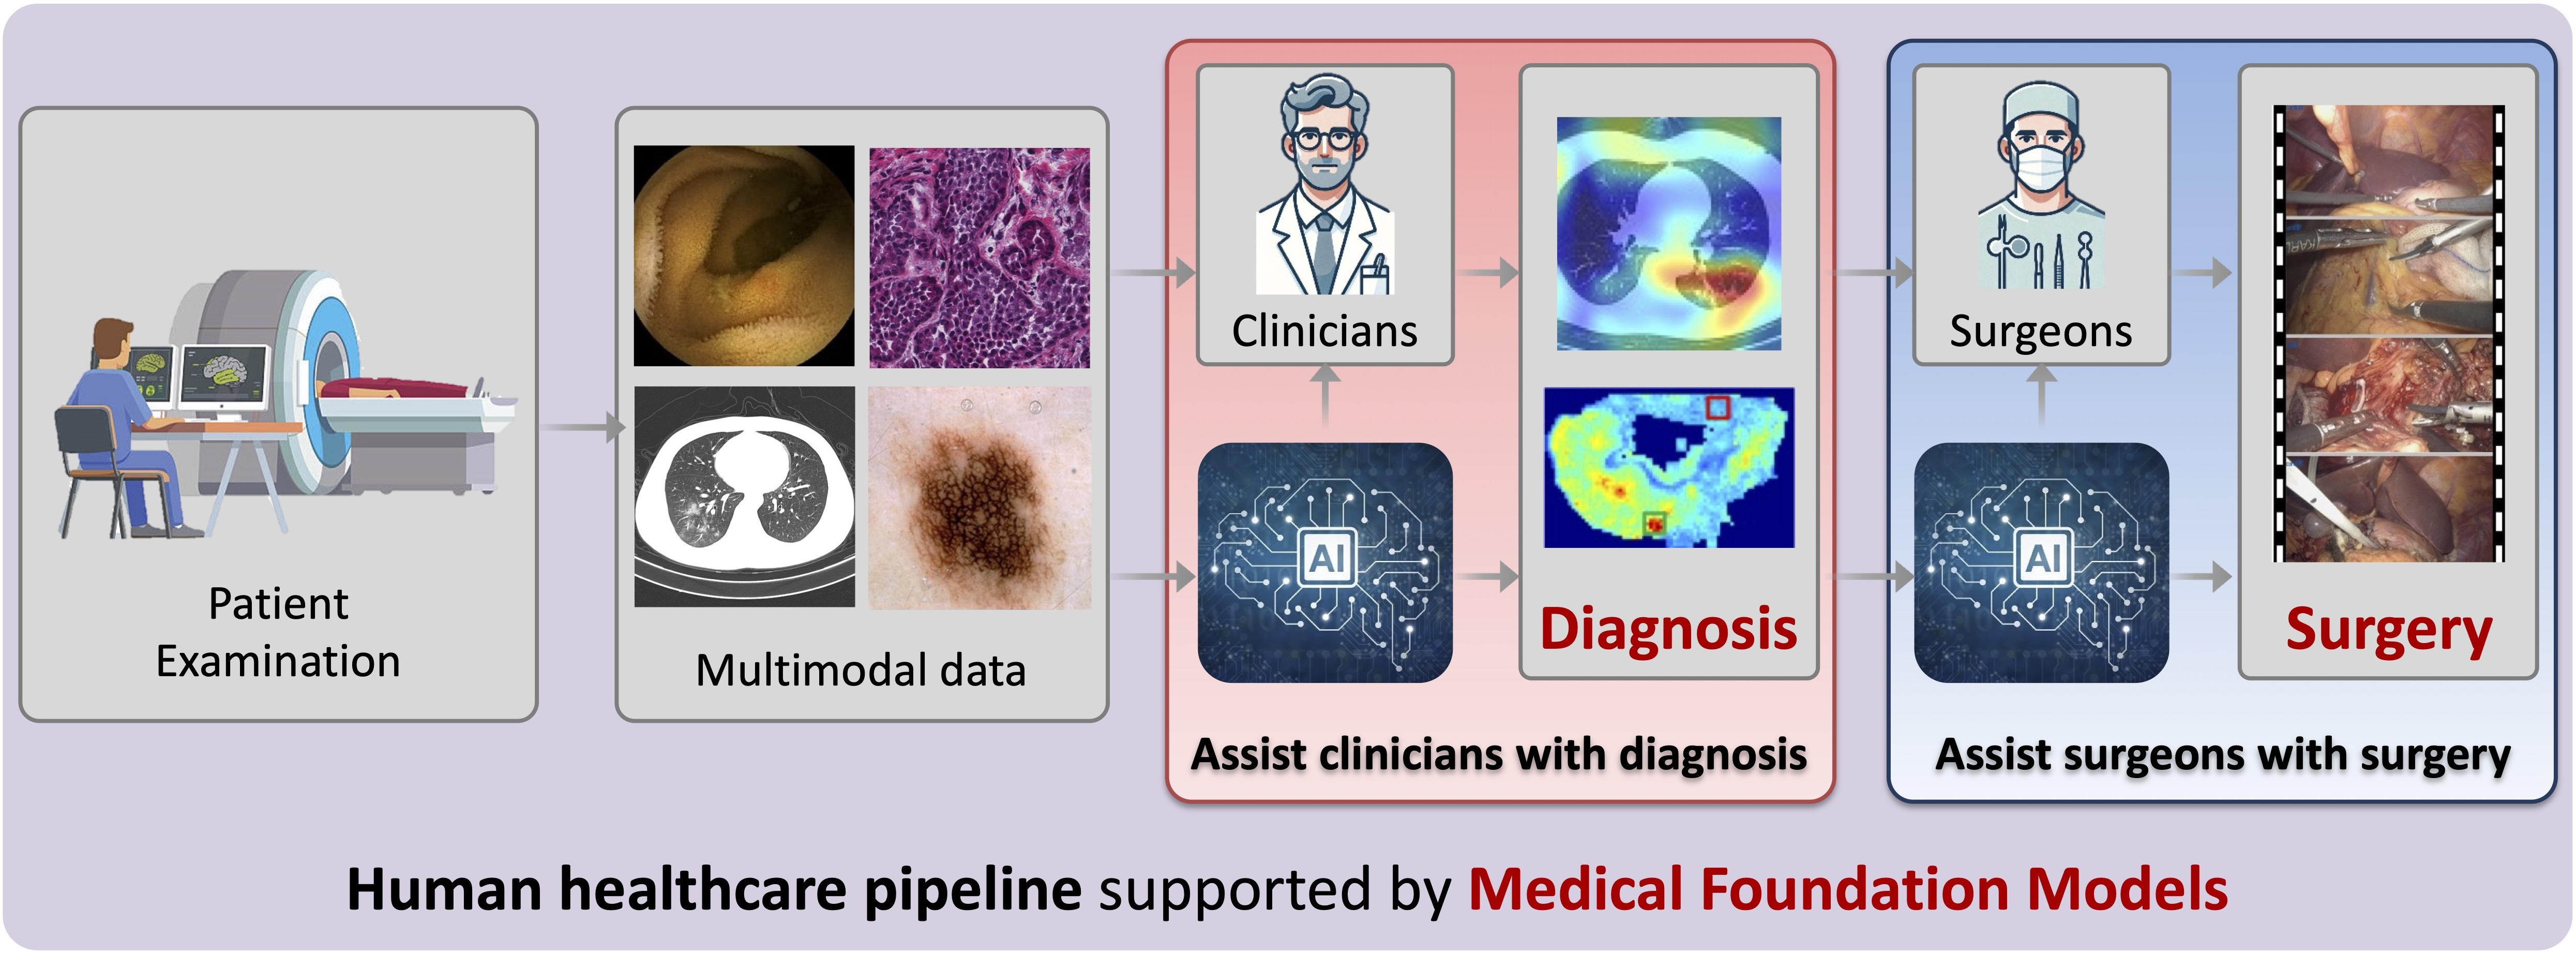 Patient
Examination
Multimodal data
Clinicians
AI
Diagnosis
Assist clinicians with diagnosis
Surgeons
AI
Surgery
Assist surgeons with surgery
Human healthcare pipeline supported by Medical Foundation Models